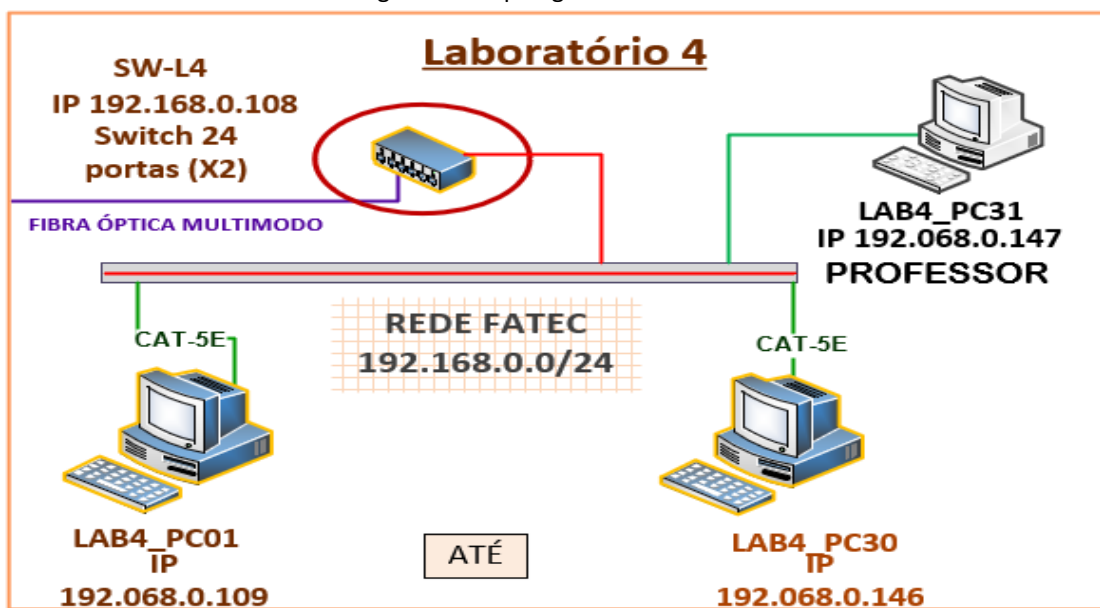 Laboratório 4
SW-L4
IP 192.168.0.108
Switch 24
portas (X2)
FIBRA ÓPTICA MULTIMODO
LAB4_PC31
IP 192.068.0.147
PROFESSOR
REDE FATEC
192.168.0.0/24
CAT-5E
CAT-5E
LAB4_PC01
IP
192.068.0.109
ATÉ
LAB4_PC30
IP
192.068.0.146